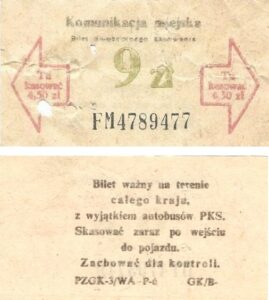 Komunikacja miejska
Bilet
kasowania
Tu
kasować
4,50 zł
9 zł
Tu
kasować
4,50 zł
FM4789477
Bilet ważny na terenie
całego kraju,
z wyjątkiem autobusów PKS.
Skasować zaraz po wejściu
do pojazdu.
Zachować dla kontroli.
PZGK-3/WA-P-6 GK/B-